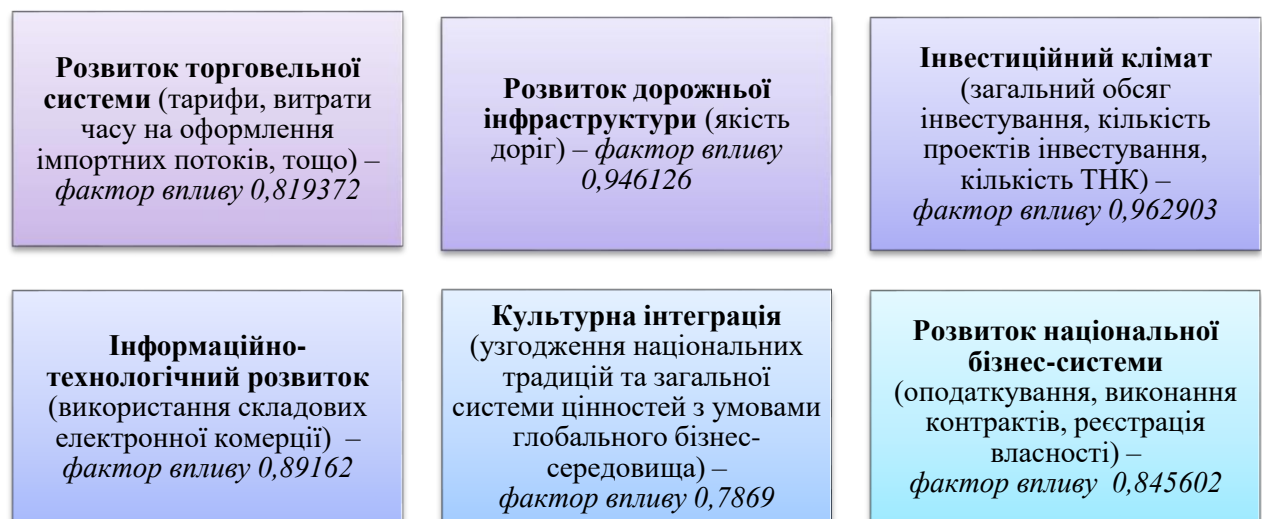 Розвиток торговельної
системи (тарифи, витрати
часу на оформлення
імпортних потоків, тощо) –
фактор впливу 0,819372
Розвиток дорожньої
інфраструктури (якість
доріг) – фактор впливу
0,946126
Інвестиційний клімат
(загальний обсяг
інвестування, кількість
проектів інвестування,
кількість ТНК) –
фактор впливу 0,962903
Інформаційно-
технологічний розвиток
(використання складових
електронної комерції) –
фактор впливу 0,89162
Культурна інтеграція
(узгодження національних
традицій та загальної
системи цінностей з умовами
глобального бізнес-
середовища) –
фактор впливу 0,7869
Розвиток національної
бізнес-системи
(оподаткування, виконання
контрактів, реєстрація
власності) –
фактор впливу 0,845602